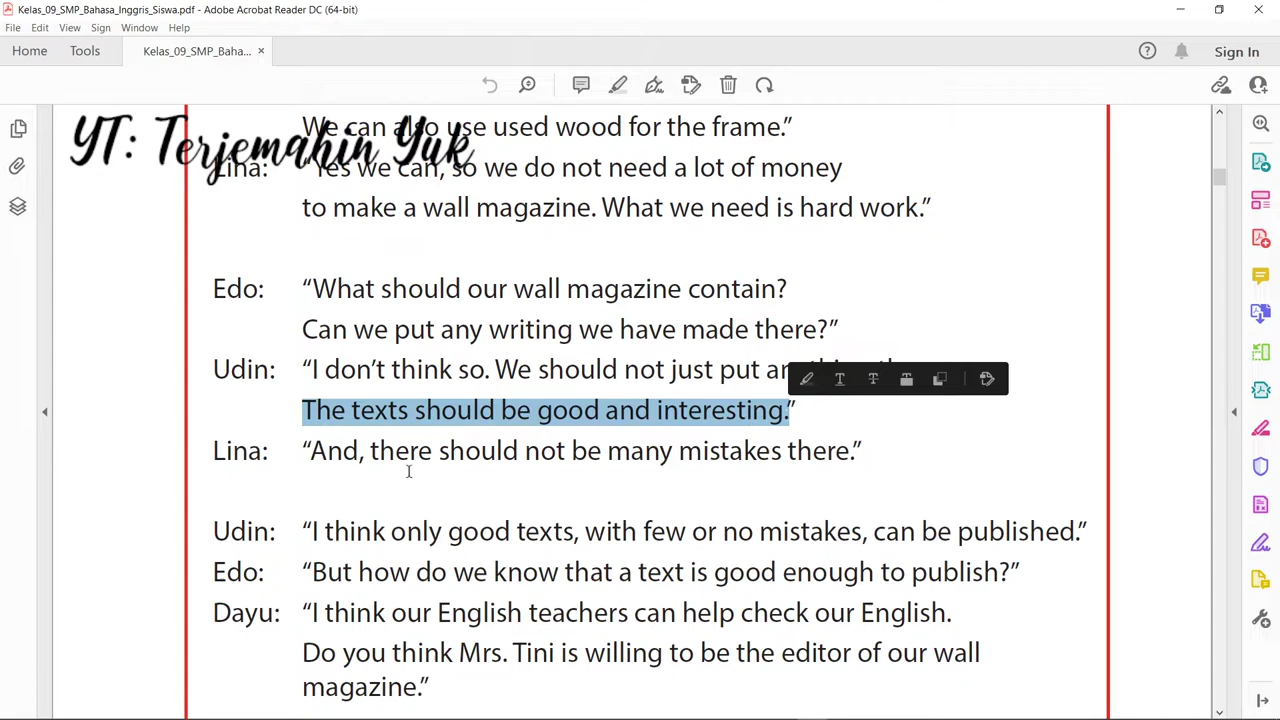 Kelas_09_SMP_Bahasa_Inggris_Siswa.pdf - Adobe Acrobat Reader DC (64-bit)
File Edit View Sign Window Help
Home Tools Kelas_09_SMP_Baha... Sign In
YT: Terjemahin Yuk
We can also use used wood for the frame.”
Lina: “Yes we can, so we do not need a lot of money
to make a wall magazine. What we need is hard work.”
Edo: “What should our wall magazine contain?
Can we put any writing we have made there?”
Udin: “I don’t think so. We should not just put
The texts should be good and interesting.”
Lina: “And, there should not be many mistakes there.”
Udin: “I think only good texts, with few or no mistakes, can be published.”
Edo: “But how do we know that a text is good enough to publish?”
Dayu: “I think our English teachers can help check our English.
Do you think Mrs. Tini is willing to be the editor of our wall
magazine.”